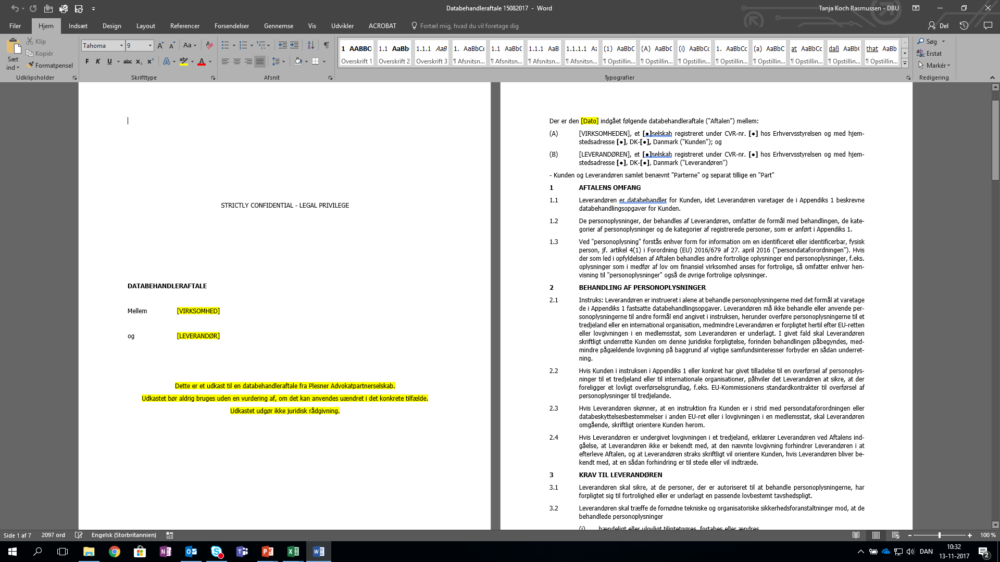 Databehandleraftale 15082017 - Word
Tanja Koch Rasmussen - DBU
Filer Hjem Indsæt Design Layout Referencer Forsendelser Gennemse Vis Udvikler ACROBAT Fortæl mig, hvad du vil foretage dig Del
Sæt ind
Klip
Kopiér
Formatpensel
Udklipsholder
Tahoma 9
F K U abc x₂ x²
Skrifttype
Afsnit
1 AABBC 1.1 AaBb 1.1.1 AaB 1. AaBbCc 1.1 AaBbC 1.1.1 AaB 1.1.1.1 Aa (1) AaBbC (A) AaBbC (i) AaBbCc 1. AaBbCc (a) AaBbC at AaBbCc daß AaBb that AaBb
Overskrift 1 Overskrift 2 Overskrift 3 ¶ Afsnitsn... ¶ Afsnitsn... ¶ Afsnitsn... ¶ Afsnitsn... ¶ Opstillin... ¶ Opstillin... ¶ Opstillin... ¶ Opstillin... ¶ Opstillin... ¶ Opstillin... ¶ Opstillin... ¶ Opstillin...
Typografier
Søg
Erstat
Markér
Redigering
STRICTLY CONFIDENTIAL - LEGAL PRIVILEGE
DATABEHANDLERAFTALE
Mellem [VIRKSOMHED]
og [LEVERANDØR]
Dette er et udkast til en databehandleraftale fra Plesner Advokatpartnerselskab.
Udkastet bør aldrig bruges uden en vurdering af, om det kan anvendes uændret i det konkrete tilfælde.
Udkastet udgør ikke juridisk rådgivning.
Der er den [Dato] indgået følgende databehandleraftale ("Aftalen") mellem:
(A) [VIRKSOMHEDEN], et [●]selskab registreret under CVR-nr. [●] hos Erhvervsstyrelsen og med hjem-
stedsadresse [●], DK-[●], Danmark ("Kunden"); og
(B) [LEVERANDØREN], et [●]selskab registreret under CVR-nr. [●] hos Erhvervsstyrelsen og med hjem-
stedsadresse [●], DK-[●], Danmark ("Leverandøren")
- Kunden og Leverandøren samlet benævnt "Parterne" og separat tillige en "Part"
1 AFTALENS OMFANG
1.1 Leverandøren er databehandler for Kunden, idet Leverandøren varetager de i Appendiks 1 beskrevne
databehandlingsopgaver for Kunden.
1.2 De personoplysninger, der behandles af Leverandøren, omfatter de formål med behandlingen, de kate-
gorier af personoplysninger og de kategorier af registrerede personer, som er anført i Appendiks 1.
1.3 Ved "personoplysning" forstås enhver form for information om en identificeret eller identificerbar, fysisk
person, jf. artikel 4(1) i Forordning (EU) 2016/679 af 27. april 2016 ("persondataforordningen"). Hvis
der som led i opfyldelsen af Aftalen behandles andre fortrolige oplysninger end personoplysninger, f.eks.
oplysninger som i medfør af lov om finansiel virksomhed anses for fortrolige, så omfatter enhver hen-
visning til "personoplysninger" også de øvrige fortrolige oplysninger.
2 BEHANDLING AF PERSONOPLYSNINGER
2.1 Instruks: Leverandøren er instrueret i alene at behandle personoplysningerne med det formål at varetage
de i Appendiks 1 fastsatte databehandlingsopgaver. Leverandøren må ikke behandle eller anvende per-
sonoplysningerne til andre formål end angivet i instruksen, herunder overføre personoplysningerne til et
tredjeland eller en international organisation, medmindre Leverandøren er forpligtet hertil efter EU-retten
eller lovgivningen i en medlemsstat, som Leverandøren er underlagt. I givet fald skal Leverandøren
skriftligt underrette Kunden om denne juridiske forpligtelse, forinden behandlingen påbegyndes, med-
mindre pågældende lovgivning på baggrund af vigtige samfundsinteresser forbyder en sådan underret-
ning.
2.2 Hvis Kunden i instruksen i Appendiks 1 eller konkret har givet tilladelse til en overførsel af personoplys-
ninger til et tredjeland eller til internationale organisationer, påhviler det Leverandøren at sikre, at der
foreligger et lovligt overførselsgrundlag, f.eks. EU-Kommissionens standardkontrakter til overførsel af
personoplysninger til tredjelande.
2.3 Hvis Leverandøren skønner, at en instruktion fra Kunden er i strid med persondataforordningen eller
databeskyttelsesbestemmelser i anden EU-ret eller i lovgivningen i en medlemsstat, skal Leverandøren
omgående, skriftligt orientere Kunden herom.
2.4 Hvis Leverandøren er undergivet lovgivningen i et tredjeland, erklærer Leverandøren ved Aftalens ind-
gåelse, at Leverandøren ikke er bekendt med, at den nævnte lovgivning forhindrer Leverandøren i at
efterleve Aftalen, og at Leverandøren straks skriftligt vil orientere Kunden, hvis Leverandøren bliver be-
kendt med, at en sådan forhindring er til stede eller vil indtræde.
3 KRAV TIL LEVERANDØREN
3.1 Leverandøren skal sikre, at de personer, der er autoriseret til at behandle personoplysningerne, har
forpligtet sig til fortrolighed eller er underlagt en passende lovbestemt tavshedspligt.
3.2 Leverandøren skal træffe de fornødne tekniske og organisatoriske sikkerhedsforanstaltninger mod, at de
behandlede personoplysninger
(i) hændeligt eller ulovligt tilintetgøres, fortabes eller ændres
Side 1 af 7 2097 ord Engelsk (Storbritannien) 100 %
DAN
10:32
13-11-2017
2